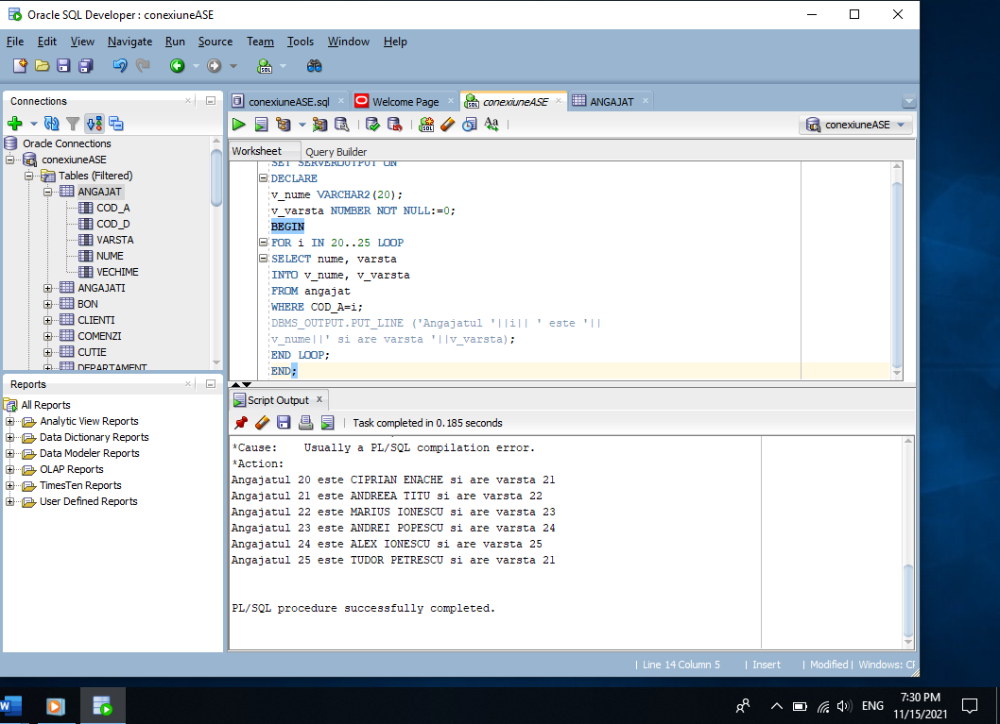 Oracle SQL Developer : conexiuneASE
File Edit View Navigate Run Source Team Tools Window Help
Connections
Oracle Connections
conexiuneASE
Tables (Filtered)
ANGAJAT
COD_A
COD_D
VARSTA
NUME
VECHIME
ANGAJATI
BON
CLIENTI
COMENZI
CUTIE
DEPARTAMENT
Reports
All Reports
Analytic View Reports
Data Dictionary Reports
Data Modeler Reports
OLAP Reports
TimesTen Reports
User Defined Reports
conexiuneASE.sql Welcome Page conexiuneASE ANGAJAT
conexiuneASE
Worksheet Query Builder
SET SERVEROUTPUT ON
DECLARE
v_nume VARCHAR2(20);
v_varsta NUMBER NOT NULL:=0;
BEGIN
FOR i IN 20..25 LOOP
SELECT nume, varsta
INTO v_nume, v_varsta
FROM angajat
WHERE COD_A=i;
DBMS_OUTPUT.PUT_LINE ('Angajatul '||i|| ' este '||
v_nume||' si are varsta '||v_varsta);
END LOOP;
END;
Script Output
Task completed in 0.185 seconds
*Cause:    Usually a PL/SQL compilation error.
*Action:
Angajatul 20 este CIPRIAN ENACHE si are varsta 21
Angajatul 21 este ANDREEA TITU si are varsta 22
Angajatul 22 este MARIUS IONESCU si are varsta 23
Angajatul 23 este ANDREI POPESCU si are varsta 24
Angajatul 24 este ALEX IONESCU si are varsta 25
Angajatul 25 este TUDOR PETRESCU si are varsta 21
PL/SQL procedure successfully completed.
| Line 14 Column 5 | Insert | Modified | Windows: CF
ENG
7:30 PM
11/15/2021